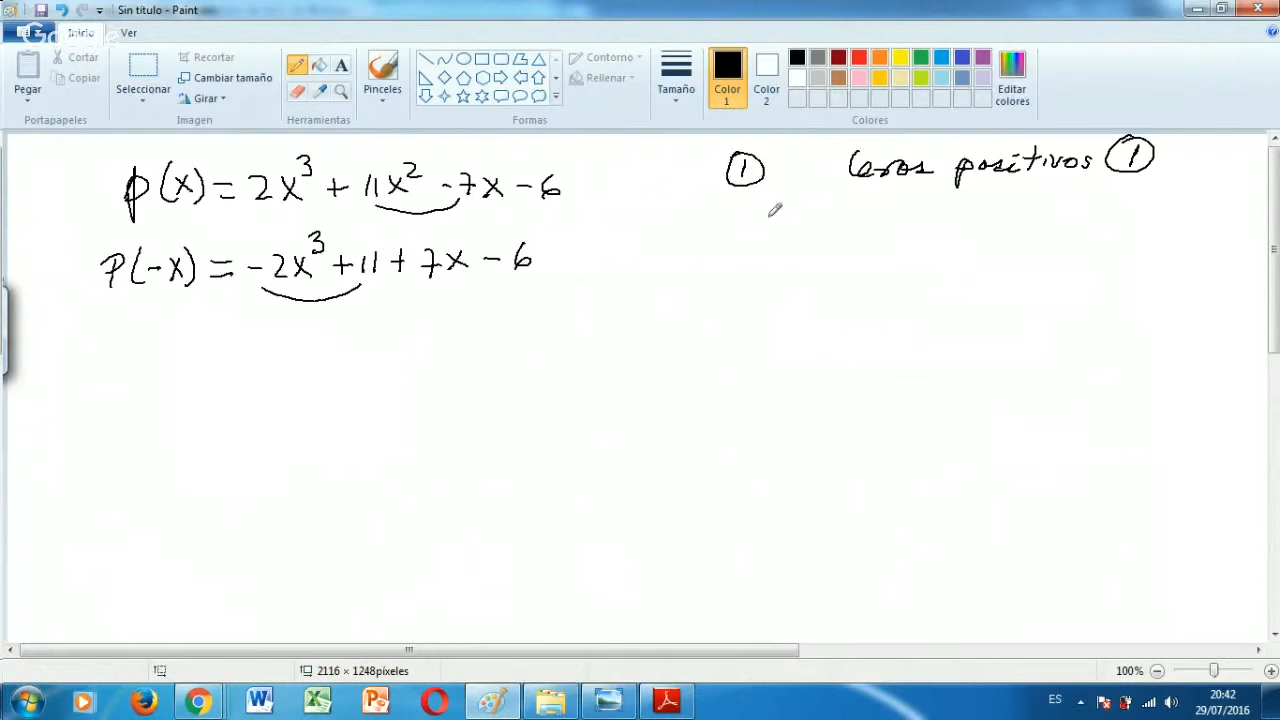 Sin título - Paint
Google
Inicio Ver
Pegar
Cortar
Copiar
Portapapeles
Seleccionar
Recortar
Cambiar tamaño
Girar
Imagen
A
Herramientas
Pinceles
Contorno
Rellenar
Formas
Tamaño
Color 1
Color 2
Editar colores
Colores
P(x) = 2x³ + 11x² - 7x - 6
① Ceros positivos ①
P(-x) = -2x³ + 11 + 7x - 6
2116 × 1248píxeles
100%
ES
20:42
29/07/2016